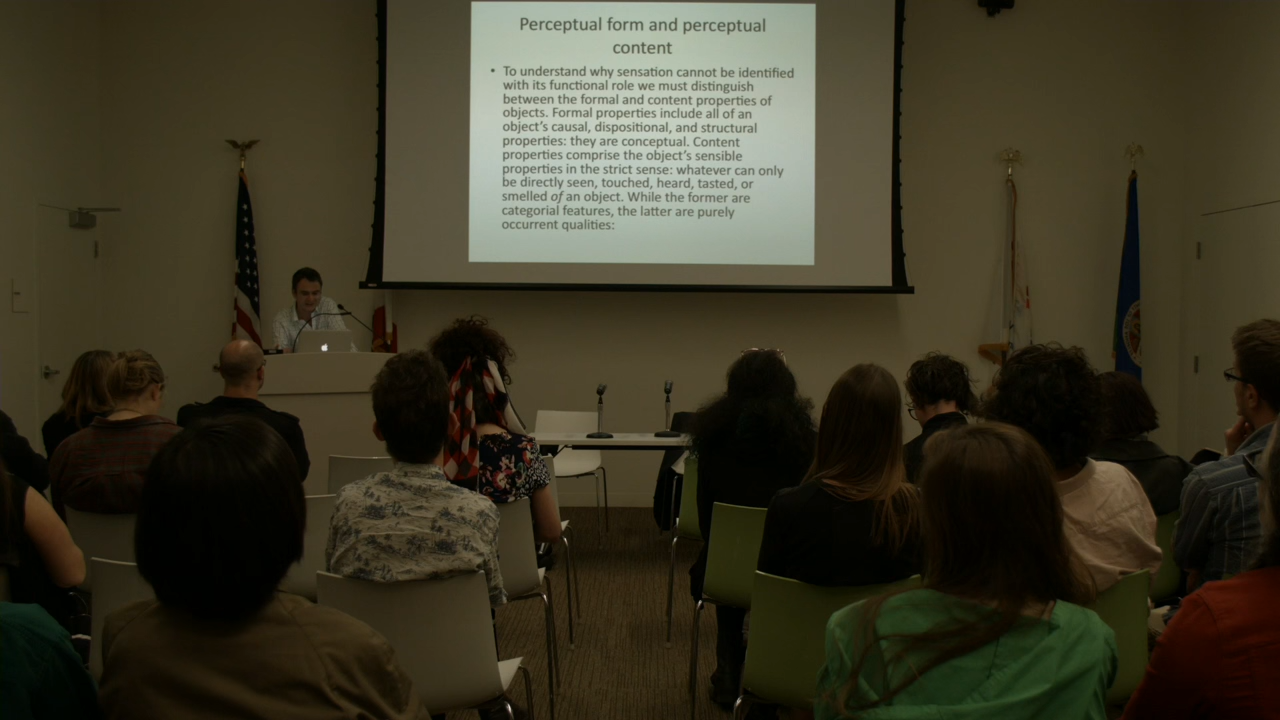 Perceptual form and perceptual
content
• To understand why sensation cannot be identified
with its functional role we must distinguish
between the formal and content properties of
objects. Formal properties include all of an
object's causal, dispositional, and structural
properties: they are conceptual. Content
properties comprise the object's sensible
properties in the strict sense: whatever can only
be directly seen, touched, heard, tasted, or
smelled of an object. While the former are
categorial features, the latter are purely
occurrent qualities: